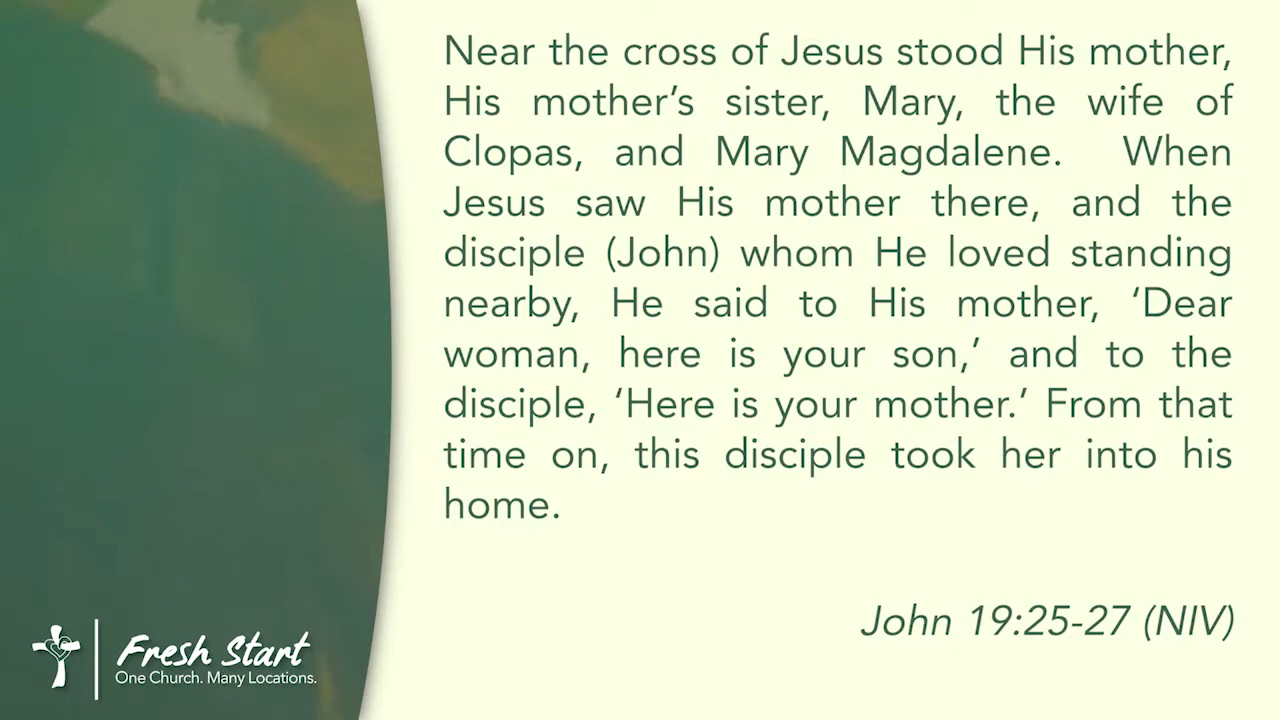 Near the cross of Jesus stood His mother,
His mother’s sister, Mary, the wife of
Clopas, and Mary Magdalene. When
Jesus saw His mother there, and the
disciple (John) whom He loved standing
nearby, He said to His mother, ‘Dear
woman, here is your son,’ and to the
disciple, ‘Here is your mother.’ From that
time on, this disciple took her into his
home.
John 19:25-27 (NIV)
Fresh Start
One Church. Many Locations.